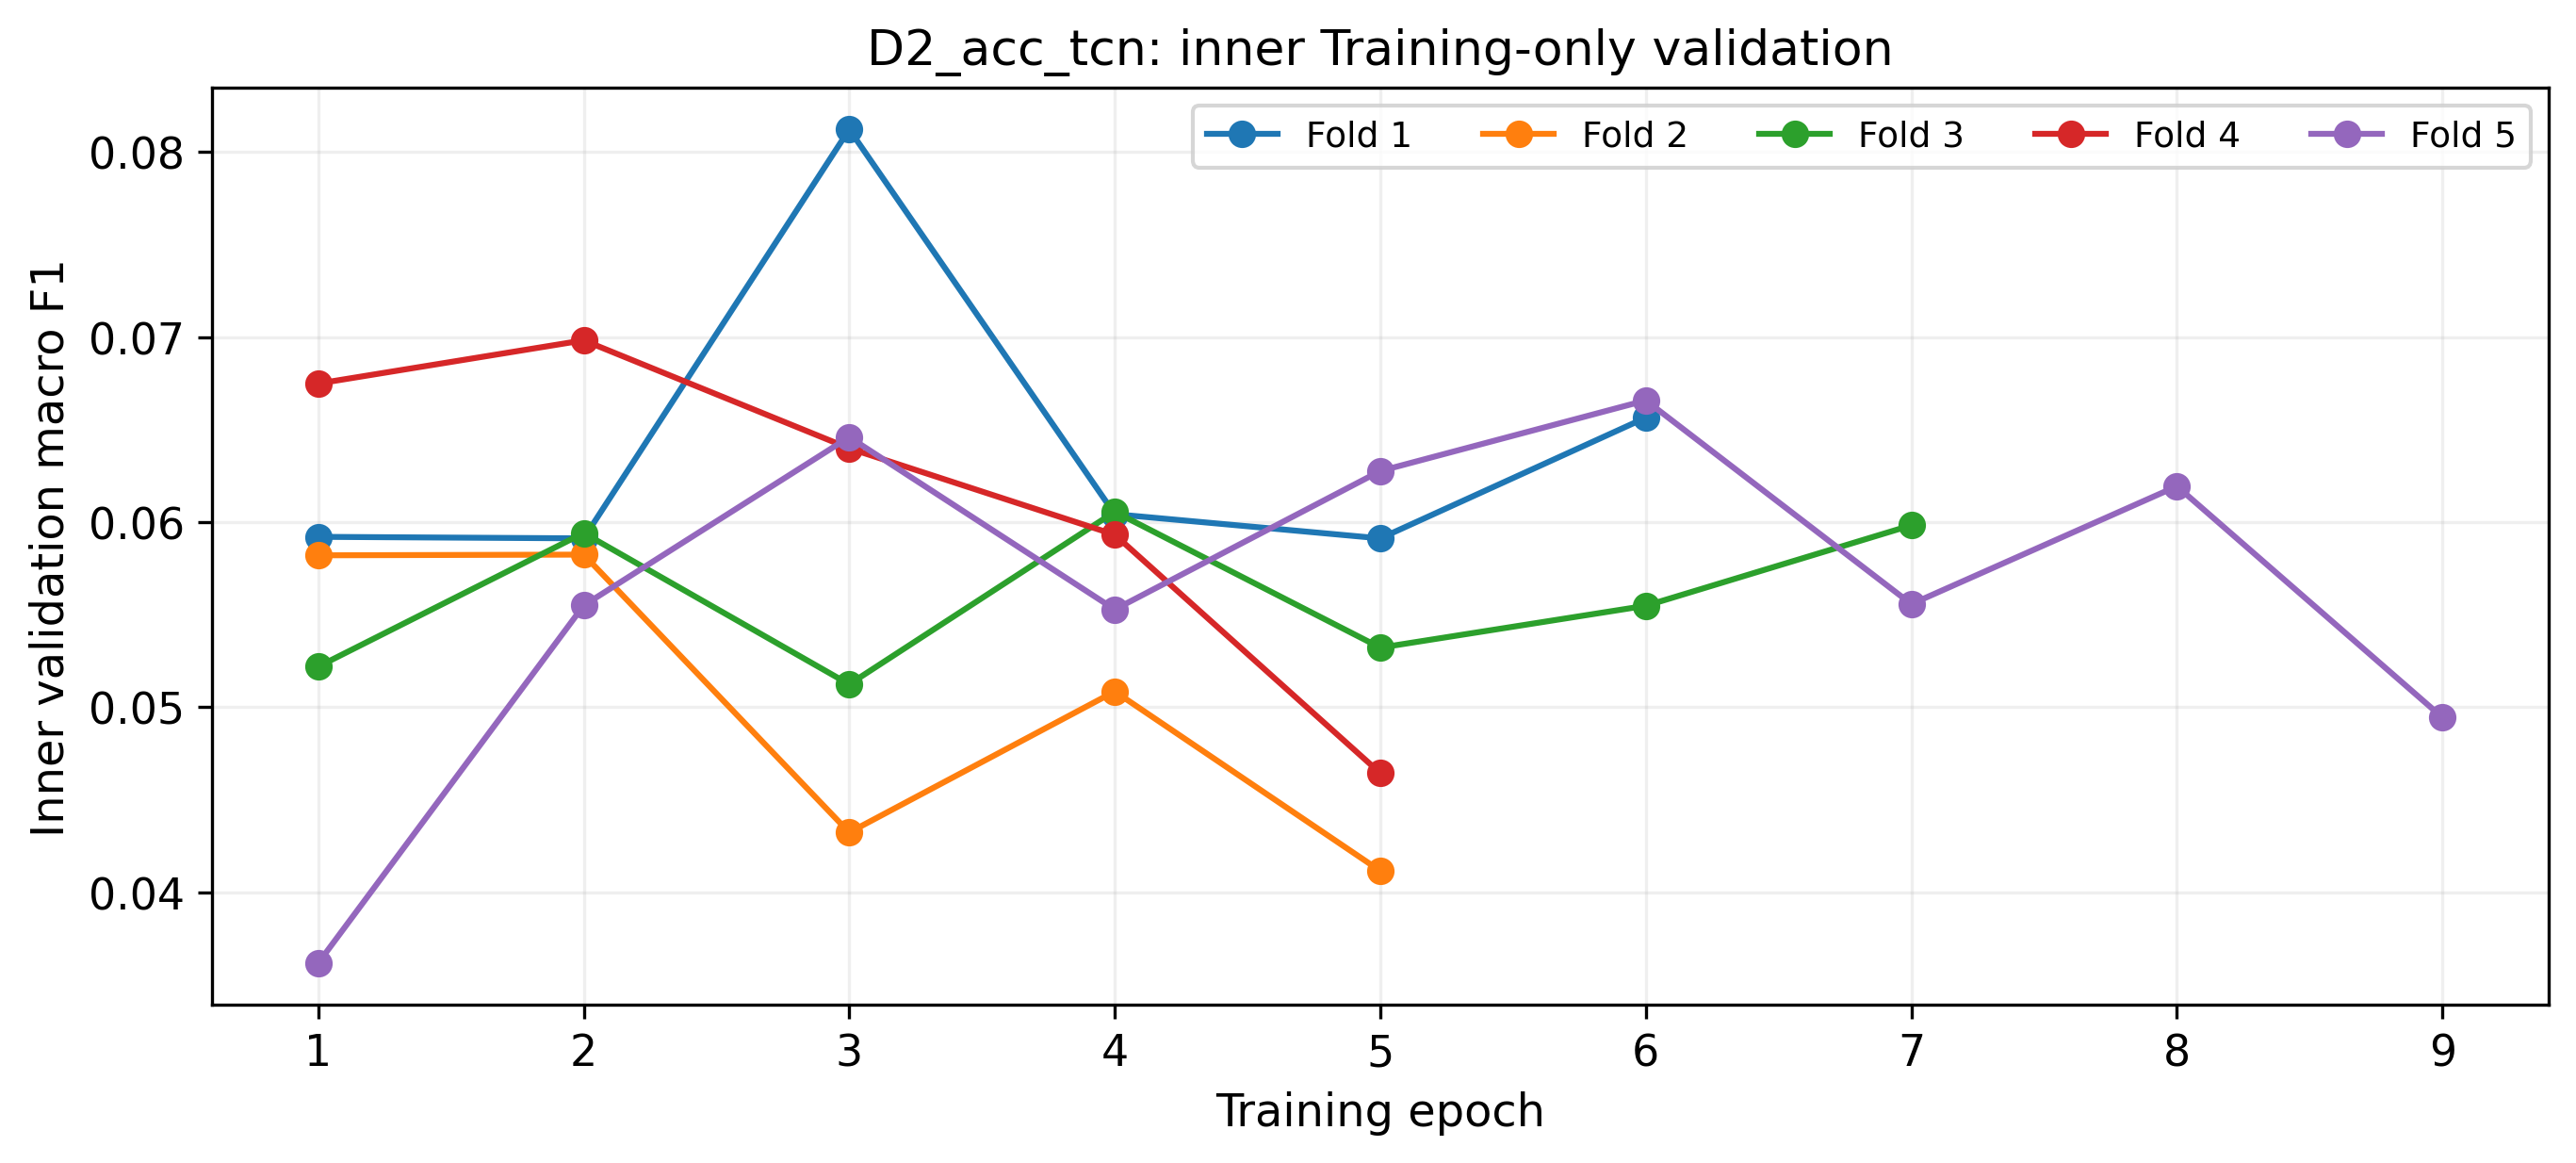 D2_acc_tcn: inner Training-only validation
Fold 1 Fold 2 Fold 3 Fold 4 Fold 5
Inner validation macro F1
0.08
0.07
0.06
0.05
0.04
1 2 3 4 5 6 7 8 9
Training epoch